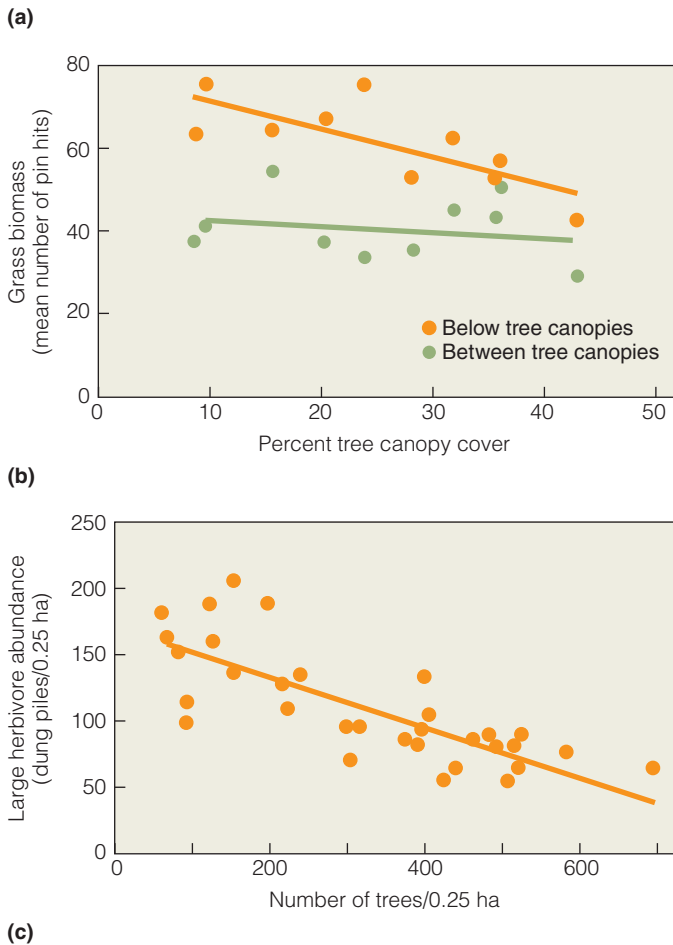 (a)
80
60
40
20
0
0
10
20
30
40
50
Grass biomass
(mean number of pin hits)
Below tree canopies
Between tree canopies
Percent tree canopy cover
(b)
250
200
150
100
50
0
0
200
400
600
Large herbivore abundance
(dung piles/0.25 ha)
Number of trees/0.25 ha
(c)